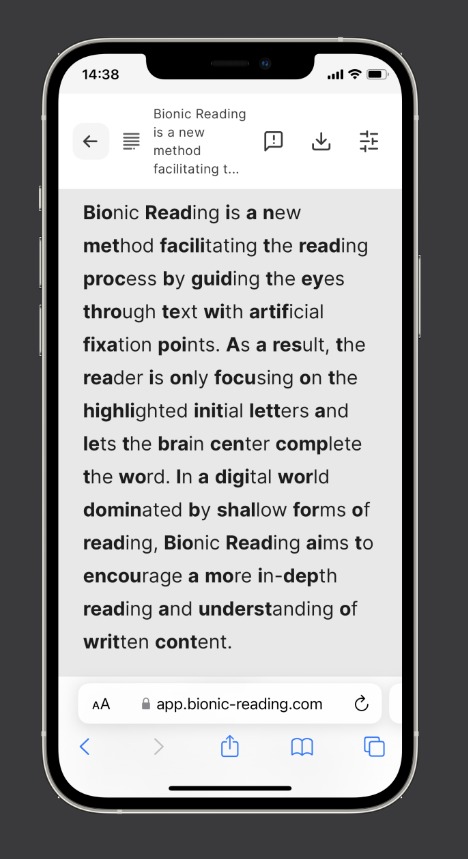 14:38
Bionic Reading
is a new
method
facilitating t...
Bionic Reading is a new
method facilitating the reading
process by guiding the eyes
through text with artificial
fixation points. As a result, the
reader is only focusing on the
highlighted initial letters and
lets the brain center complete
the word. In a digital world
dominated by shallow forms of
reading, Bionic Reading aims to
encourage a more in-depth
reading and understanding of
written content.
AA app.bionic-reading.com